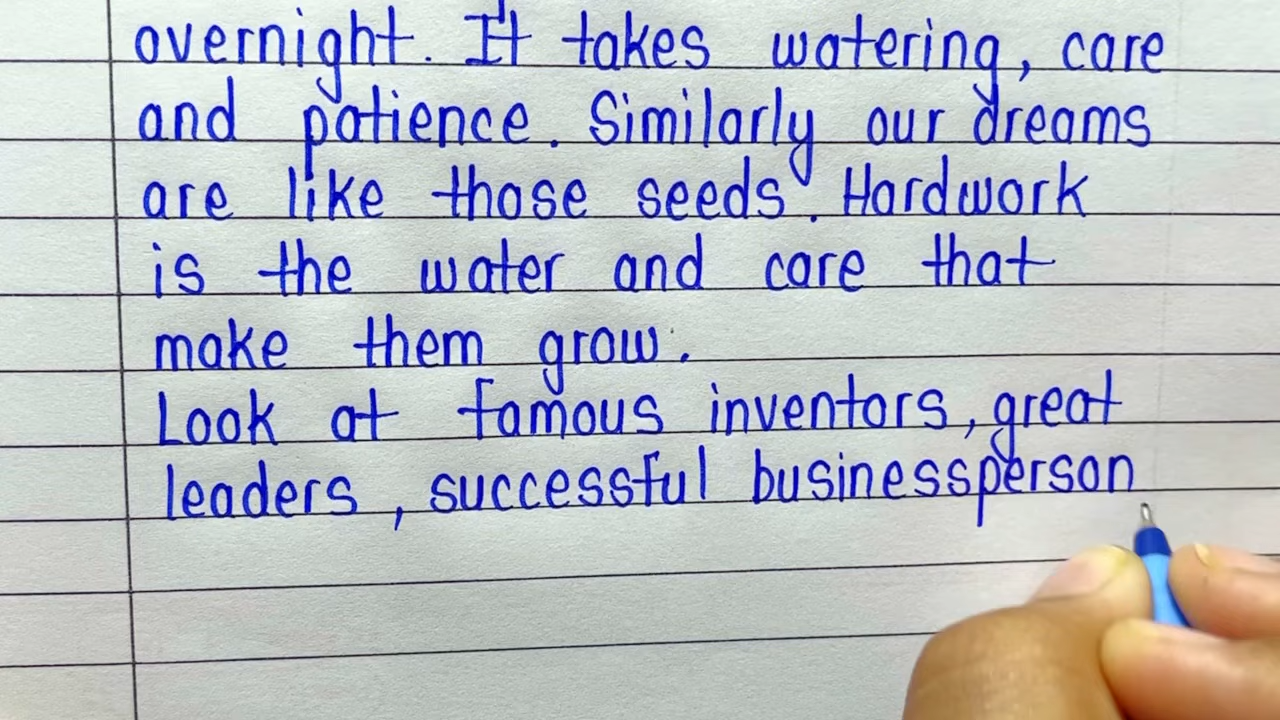 overnight. It takes watering, care
and patience. Similarly our dreams
are like those seeds. Hardwork
is the water and care that
make them grow.
Look at famous inventors, great
leaders, successful businessperson